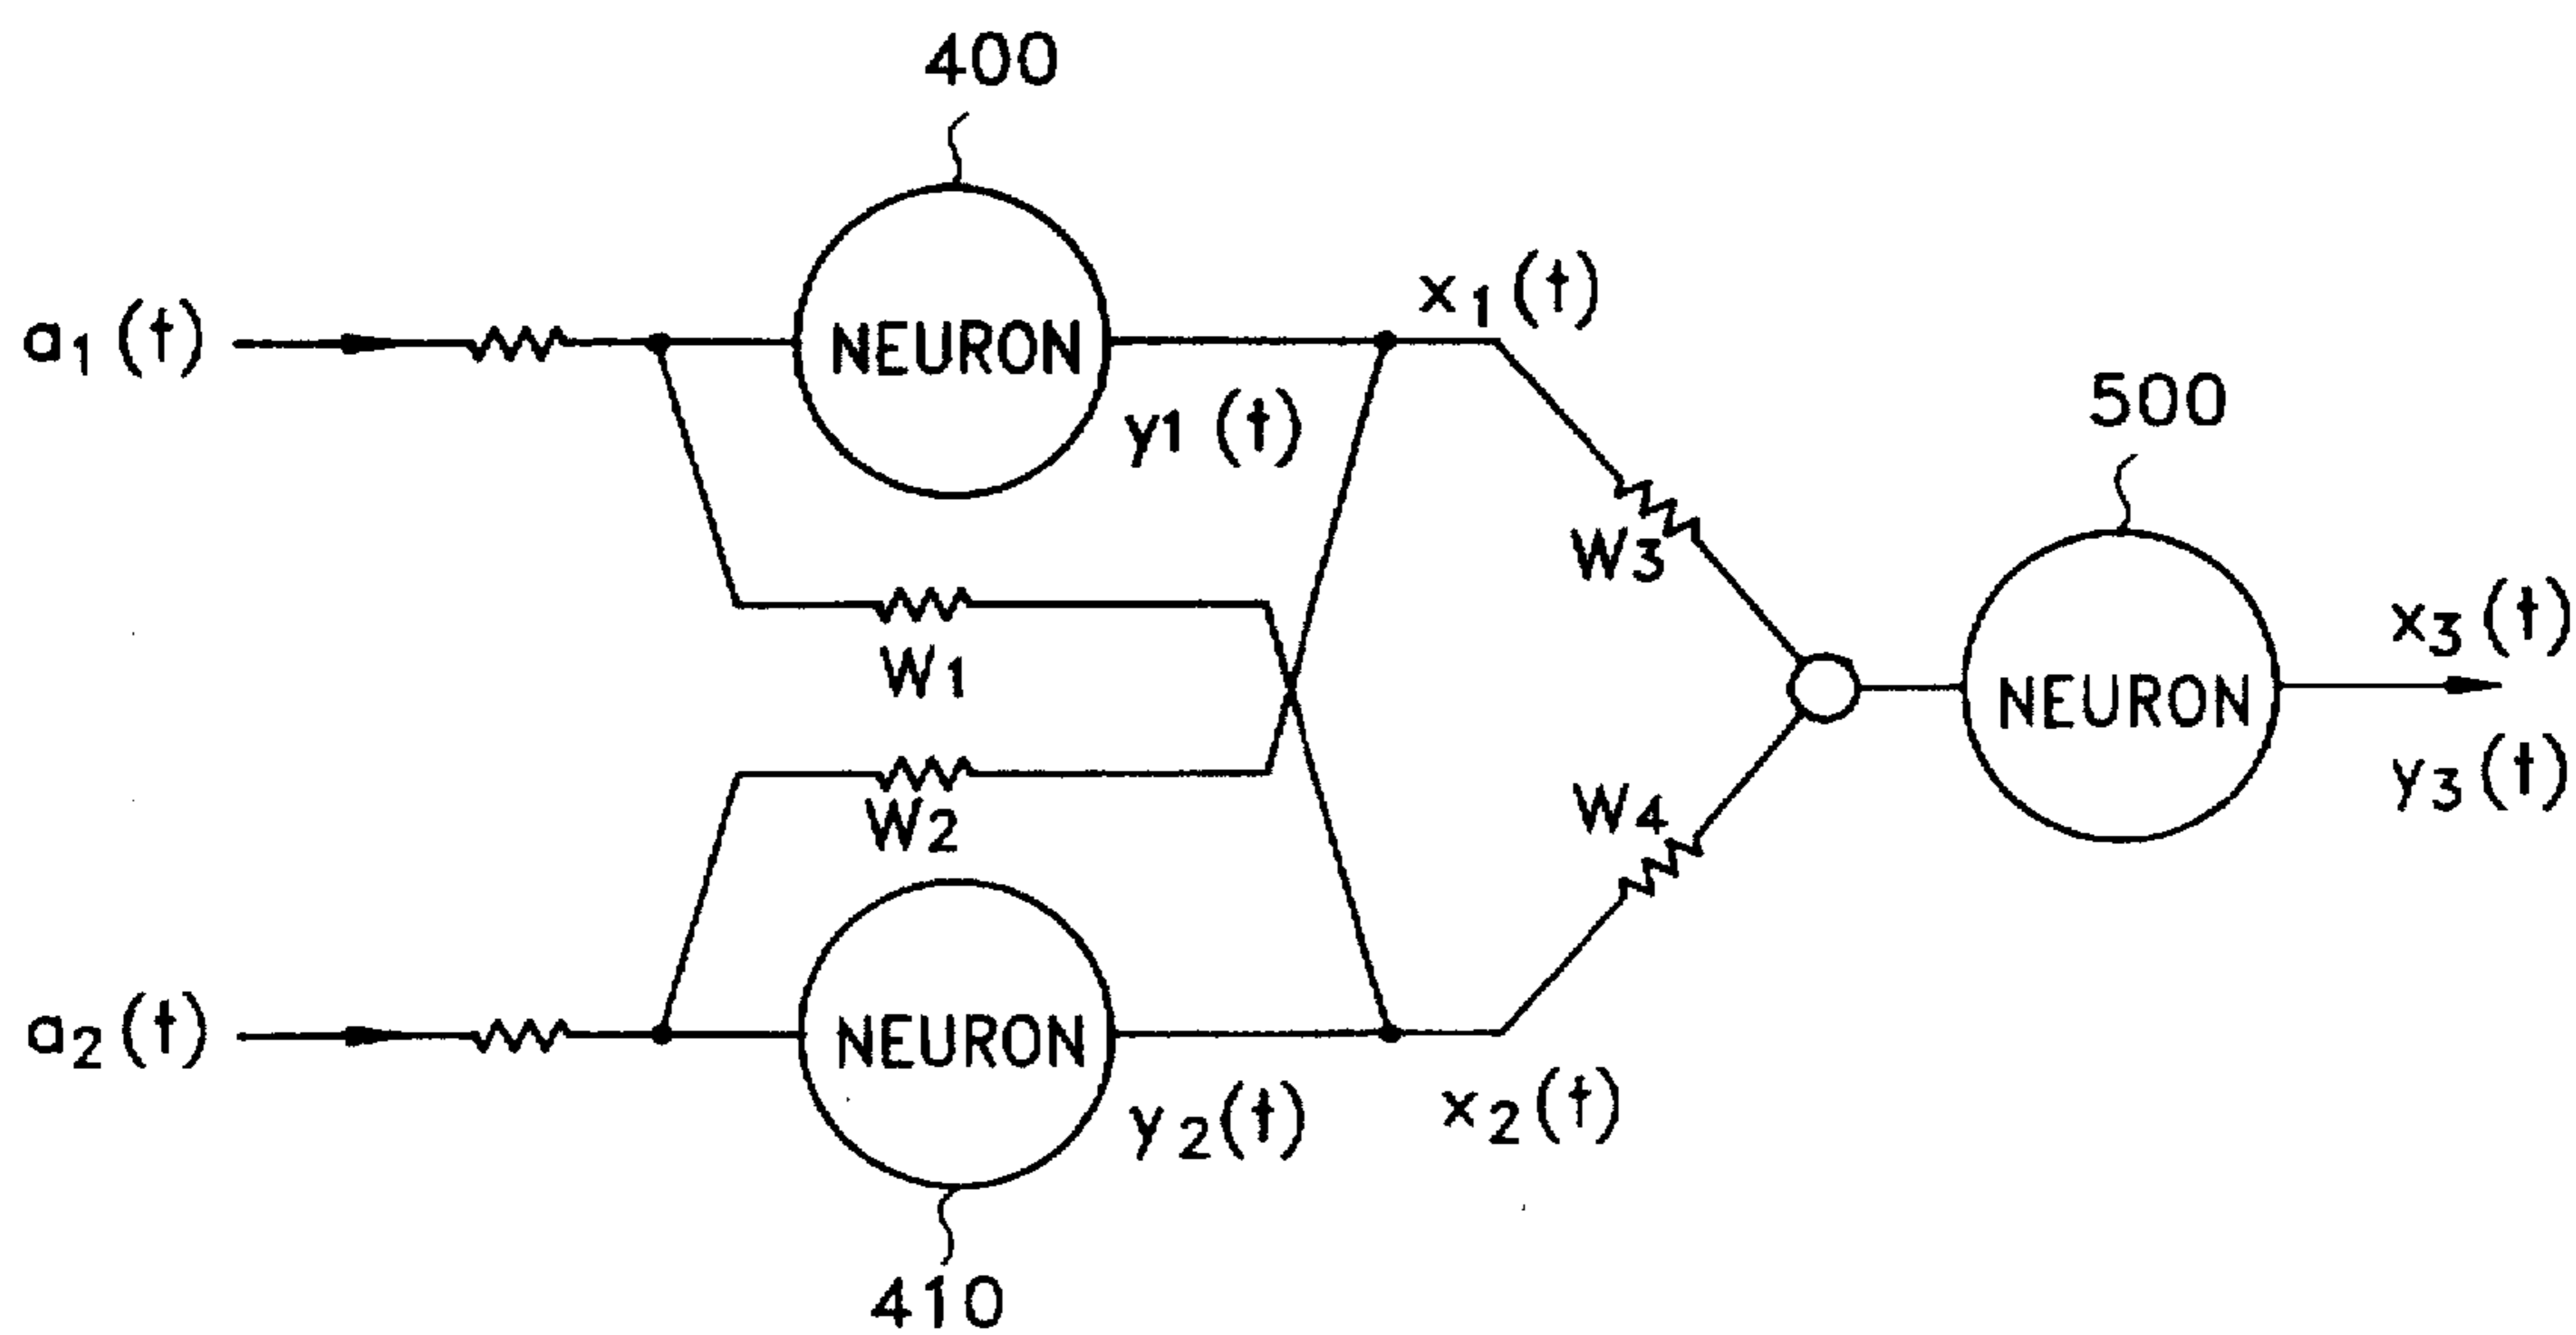 400
a1(t)
NEURON
x1(t)
y1(t)
500
W3
W1
x3(t)
NEURON
W2
W4
y3(t)
a2(t)
NEURON
y2(t)
x2(t)
410